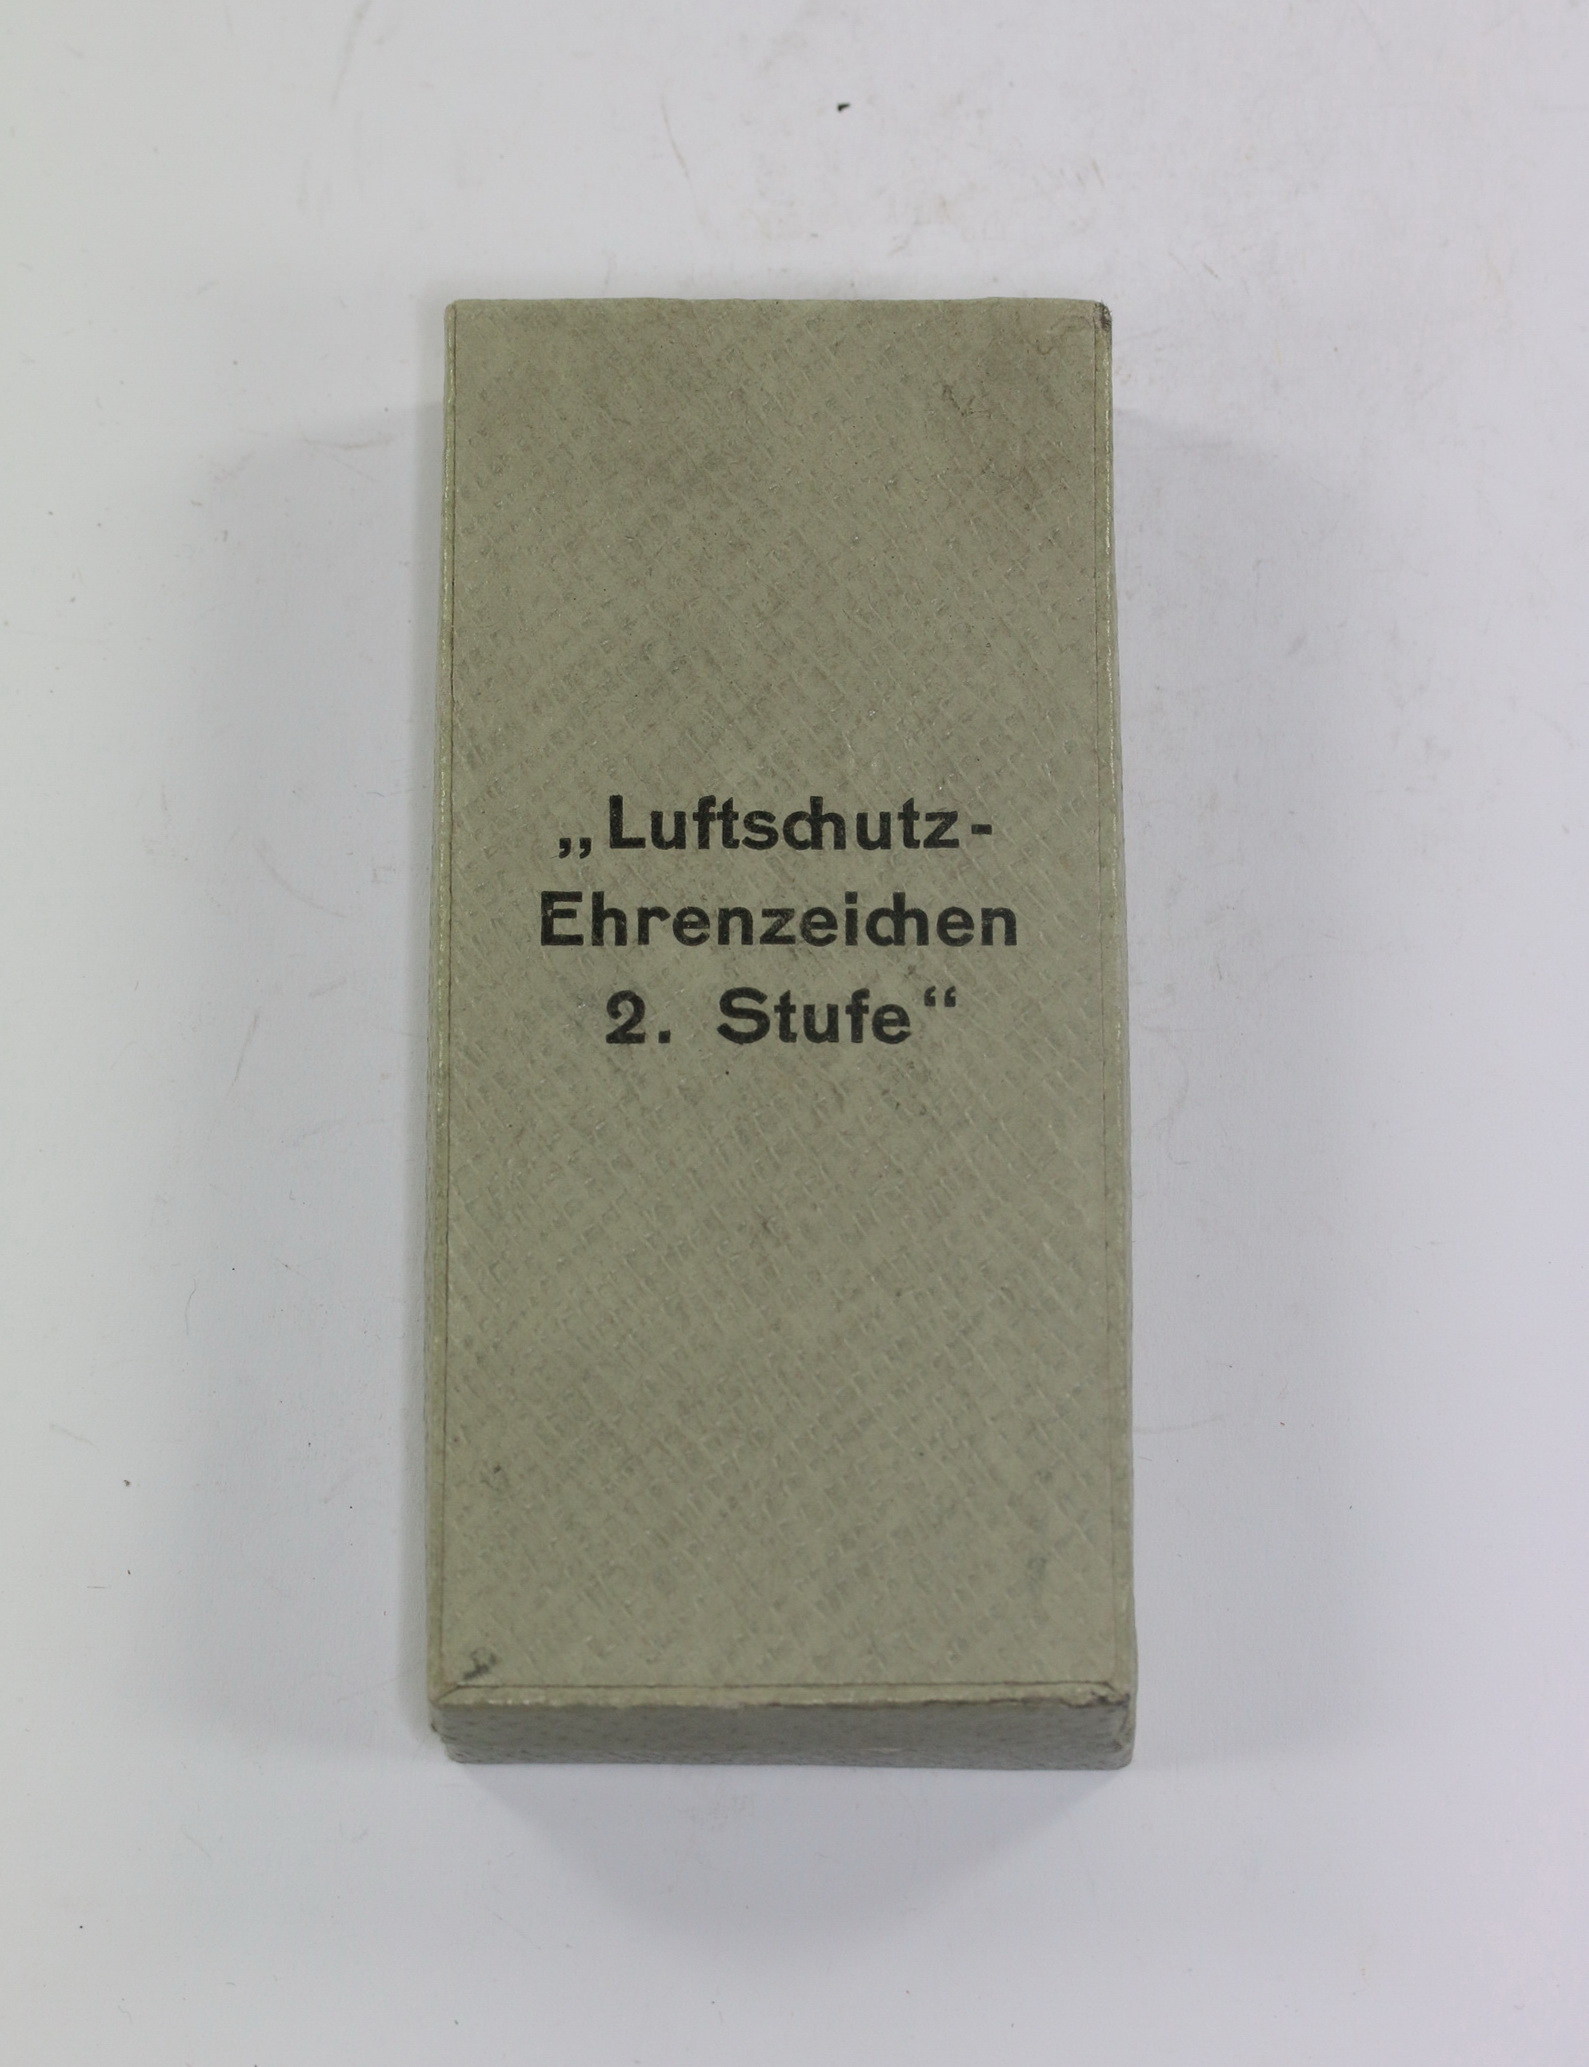 „Luftschutz-
Ehrenzeichen
2. Stufe“